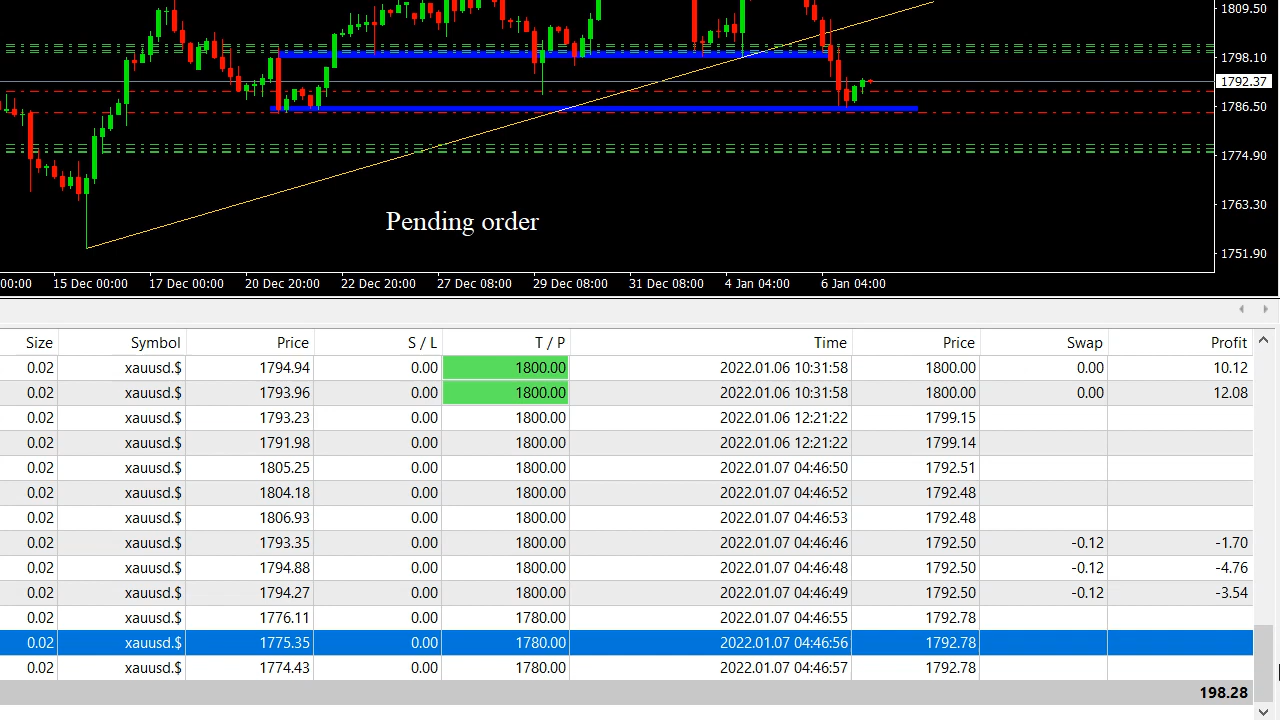 1809.50
1798.10
1792.37
1786.50
1774.90
1763.30
1751.90
Pending order
00:00 15 Dec 00:00 17 Dec 00:00 20 Dec 20:00 22 Dec 20:00 27 Dec 08:00 29 Dec 08:00 31 Dec 08:00 4 Jan 04:00 6 Jan 04:00
Size Symbol Price S / L T / P Time Price Swap Profit
0.02 xauusd.$ 1794.94 0.00 1800.00 2022.01.06 10:31:58 1800.00 0.00 10.12
0.02 xauusd.$ 1793.96 0.00 1800.00 2022.01.06 10:31:58 1800.00 0.00 12.08
0.02 xauusd.$ 1793.23 0.00 1800.00 2022.01.06 12:21:22 1799.15
0.02 xauusd.$ 1791.98 0.00 1800.00 2022.01.06 12:21:22 1799.14
0.02 xauusd.$ 1805.25 0.00 1800.00 2022.01.07 04:46:50 1792.51
0.02 xauusd.$ 1804.18 0.00 1800.00 2022.01.07 04:46:52 1792.48
0.02 xauusd.$ 1806.93 0.00 1800.00 2022.01.07 04:46:53 1792.48
0.02 xauusd.$ 1793.35 0.00 1800.00 2022.01.07 04:46:46 1792.50 -0.12 -1.70
0.02 xauusd.$ 1794.88 0.00 1800.00 2022.01.07 04:46:48 1792.50 -0.12 -4.76
0.02 xauusd.$ 1794.27 0.00 1800.00 2022.01.07 04:46:49 1792.50 -0.12 -3.54
0.02 xauusd.$ 1776.11 0.00 1780.00 2022.01.07 04:46:55 1792.78
0.02 xauusd.$ 1775.35 0.00 1780.00 2022.01.07 04:46:56 1792.78
0.02 xauusd.$ 1774.43 0.00 1780.00 2022.01.07 04:46:57 1792.78
198.28